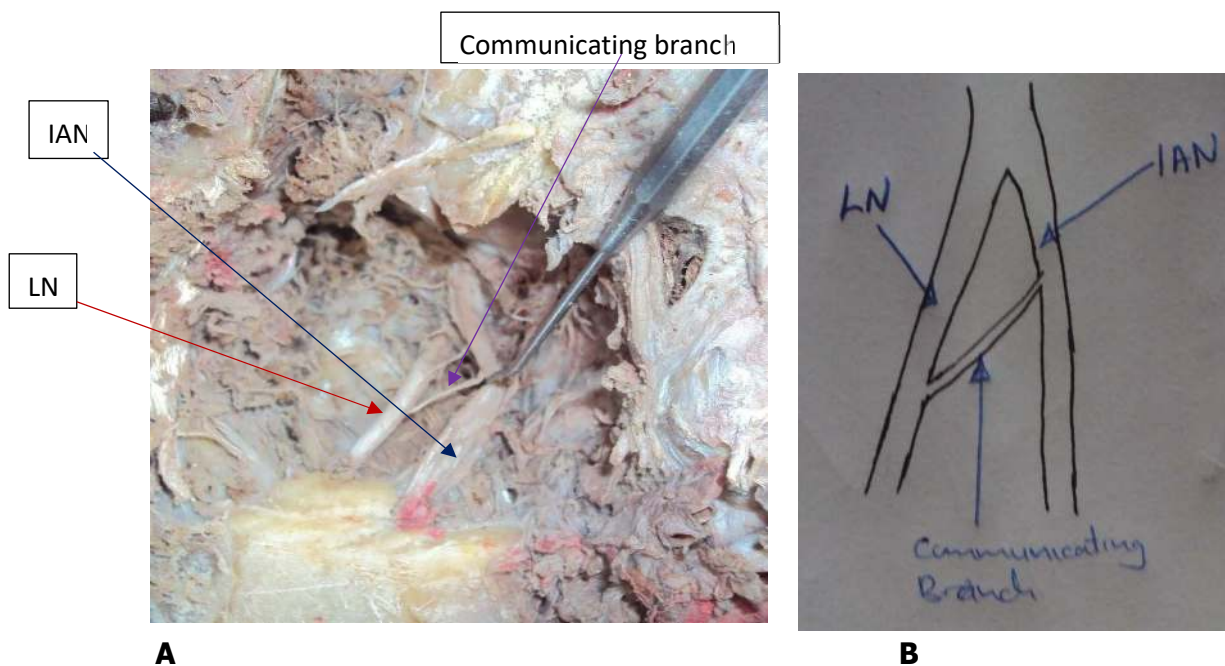 Communicating branch
IAN
LN
LN
IAN
Communicating
Branch
A
B